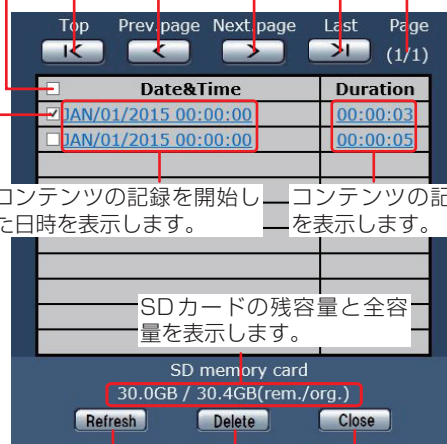 Top Prev.page Next.page Last Page
(1/1)
Date&Time Duration
JAN/01/2015 00:00:00 00:00:03
JAN/01/2015 00:00:00 00:00:05
コンテンツの記録を開始し
た日時を表示します。
コンテンツの記
を表示します。
SDカードの残容量と全容
量を表示します。
SD memory card
30.0GB / 30.4GB(rem./org.)
Refresh Delete Close